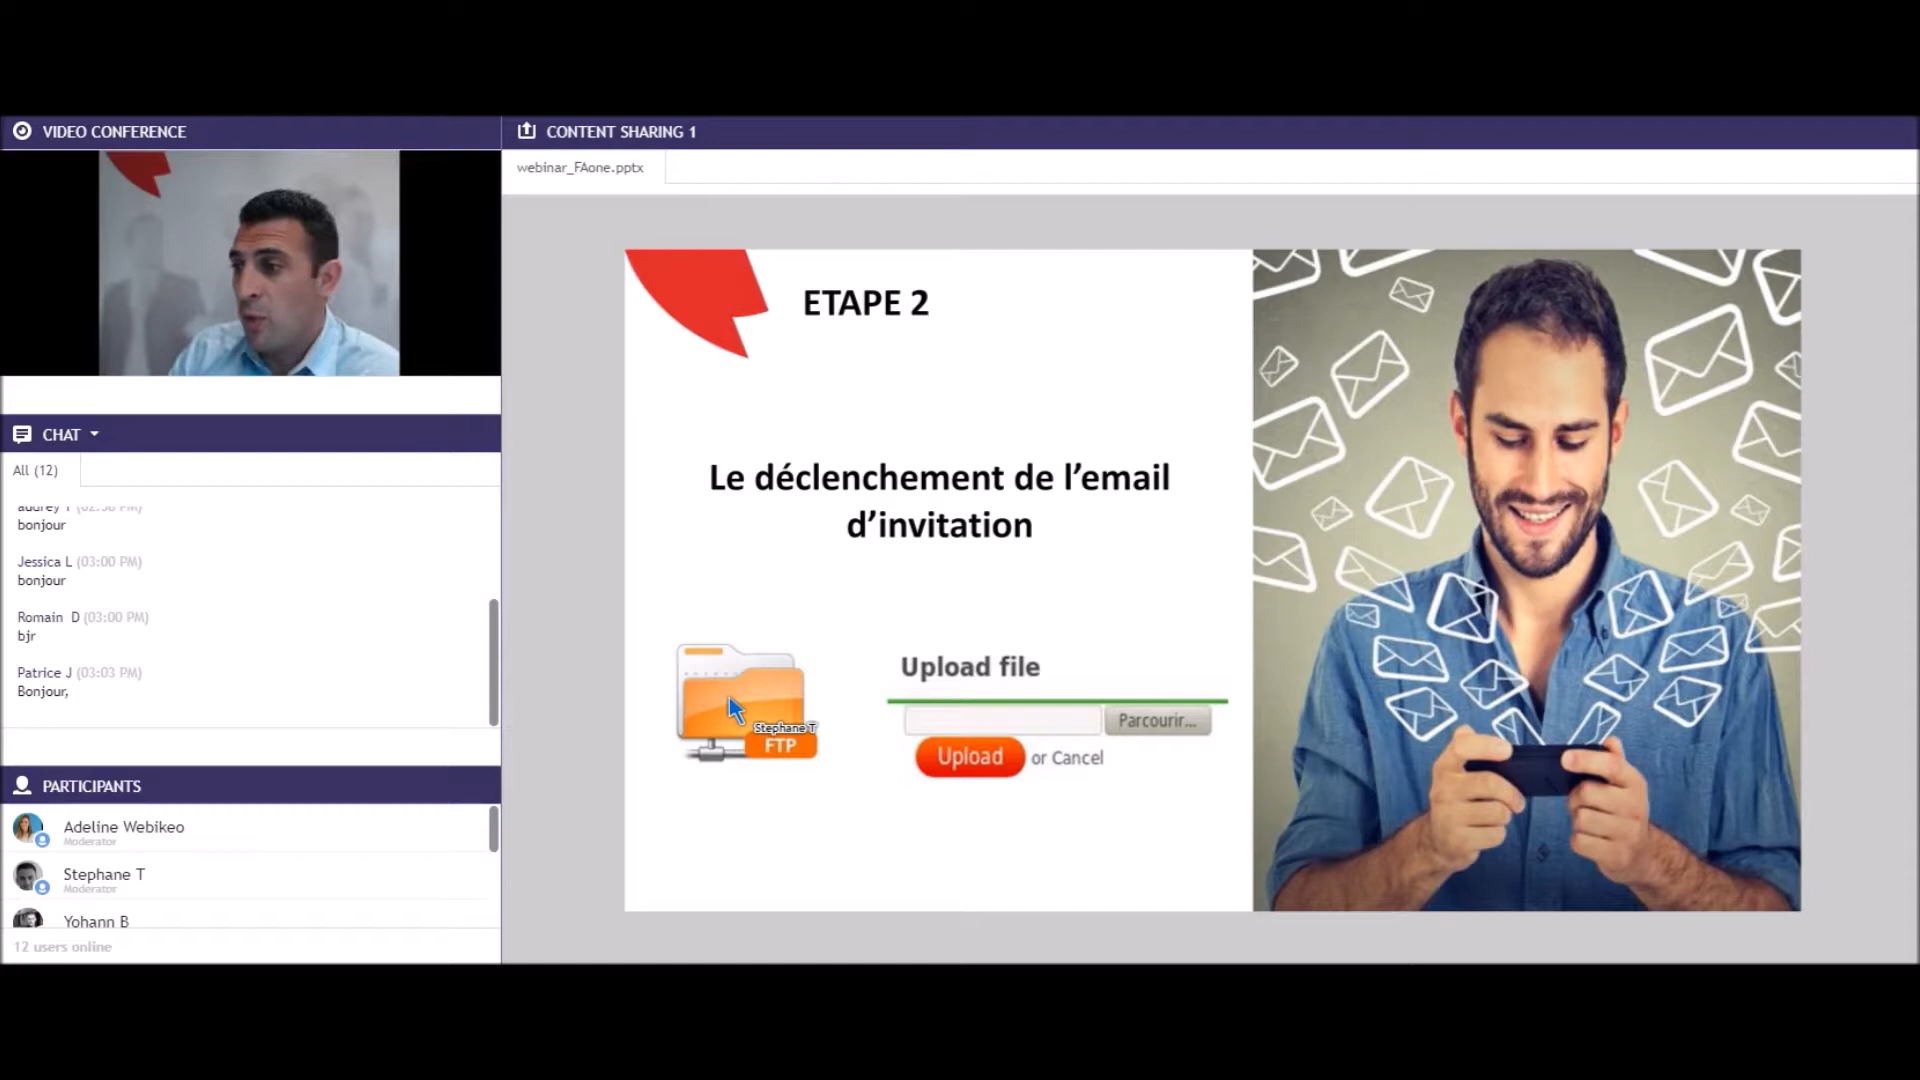 VIDEO CONFERENCE
CONTENT SHARING 1
webinar_FAone.pptx
CHAT
All (12)
bonjour
Jessica L (03:00 PM)
bonjour
Romain D (03:00 PM)
bjr
Patrice J (03:03 PM)
Bonjour,
PARTICIPANTS
Adeline Webikeo
Moderator
Stephane T
Moderator
Yohann B
12 users online
ETAPE 2
Le déclenchement de l’email
d’invitation
Stephane T
FTP
Upload file
Parcourir...
Upload or Cancel